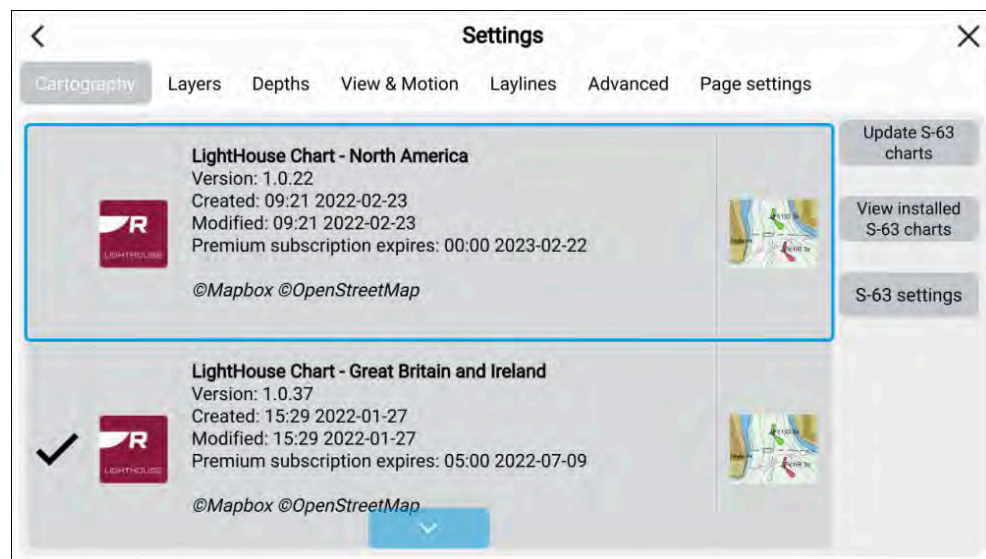 Settings
Cartography
Layers
Depths
View & Motion
Laylines
Advanced
Page settings
LightHouse Chart - North America
Version: 1.0.22
Created: 09:21 2022-02-23
Modified: 09:21 2022-02-23
Premium subscription expires: 00:00 2023-02-22
©Mapbox ©OpenStreetMap
R
LIGHTHOUSE
LightHouse Chart - Great Britain and Ireland
Version: 1.0.37
Created: 15:29 2022-01-27
Modified: 15:29 2022-01-27
Premium subscription expires: 05:00 2022-07-09
©Mapbox ©OpenStreetMap
R
LIGHTHOUSE
Update S-63
charts
View installed
S-63 charts
S-63 settings